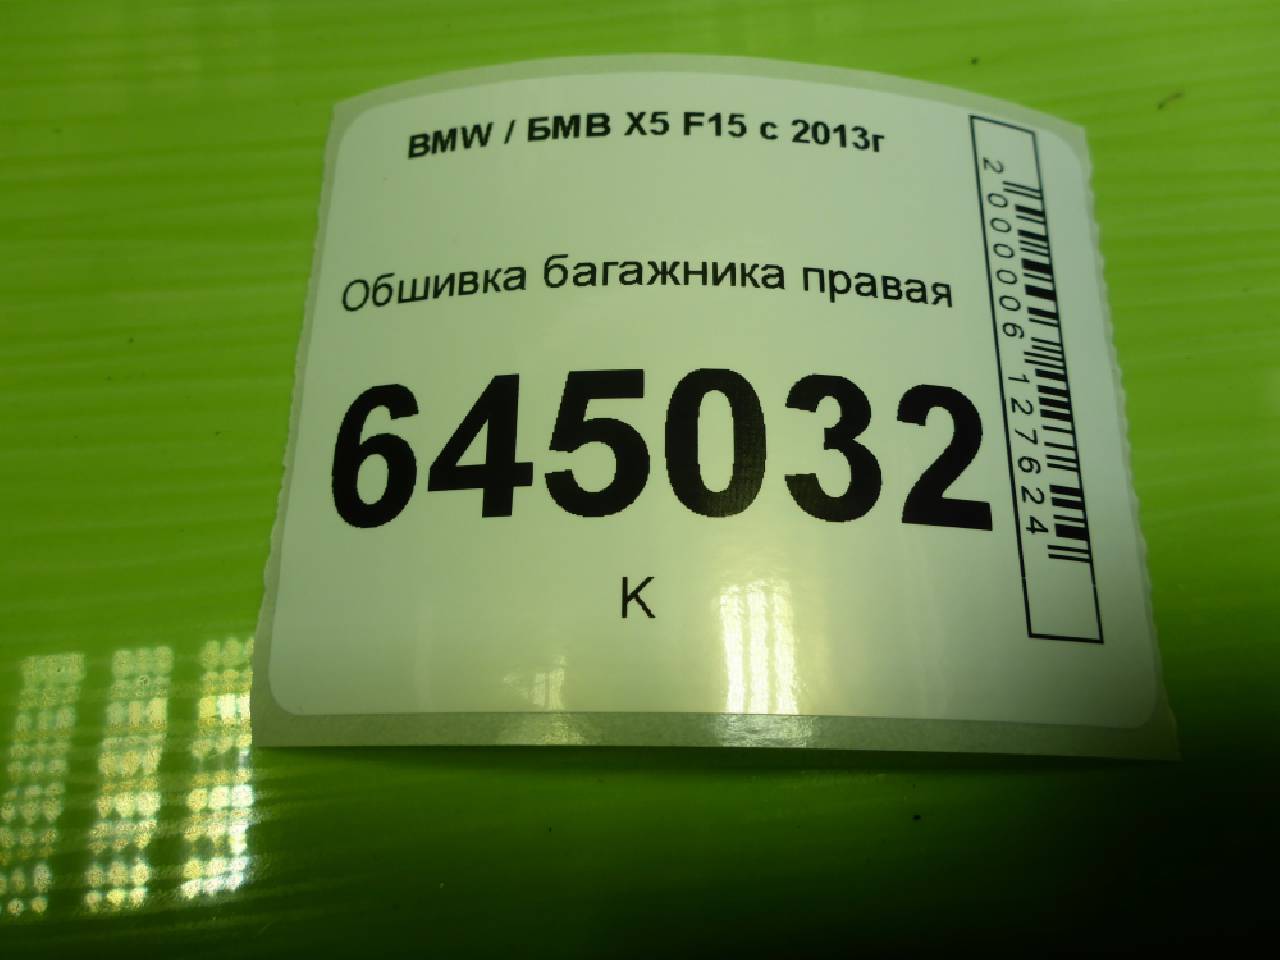 BMW / БМВ X5 F15 с 2013г
Обшивка багажника правая
645032
К
2000006127624